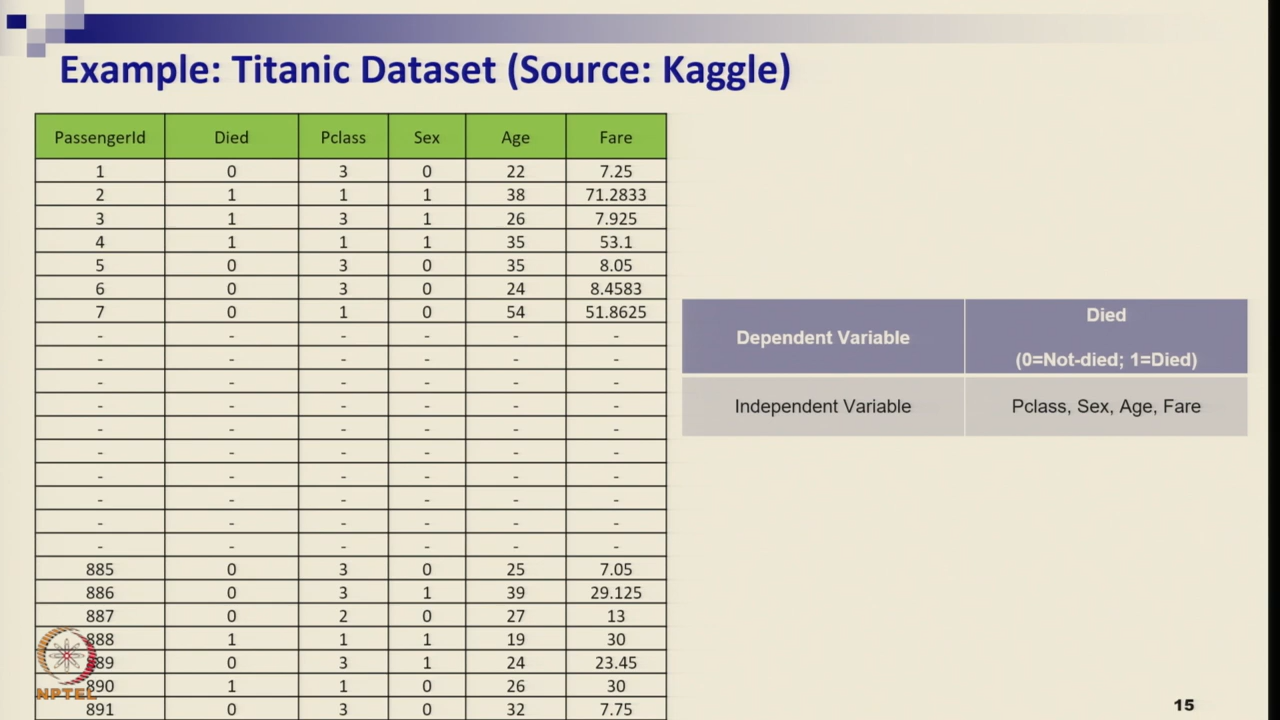 Example: Titanic Dataset (Source: Kaggle)
PassengerId Died Pclass Sex Age Fare
1 0 3 0 22 7.25
2 1 1 1 38 71.2833
3 1 3 1 26 7.925
4 1 1 1 35 53.1
5 0 3 0 35 8.05
6 0 3 0 24 8.4583
7 0 1 0 54 51.8625
- - - - - -
- - - - - -
- - - - - -
- - - - - -
- - - - - -
- - - - - -
- - - - - -
- - - - - -
- - - - - -
- - - - - -
885 0 3 0 25 7.05
886 0 3 1 39 29.125
887 0 2 0 27 13
888 1 1 1 19 30
889 0 3 1 24 23.45
890 1 1 0 26 30
891 0 3 0 32 7.75
Dependent Variable
Died
(0=Not-died; 1=Died)
Independent Variable
Pclass, Sex, Age, Fare
NPTEL
15